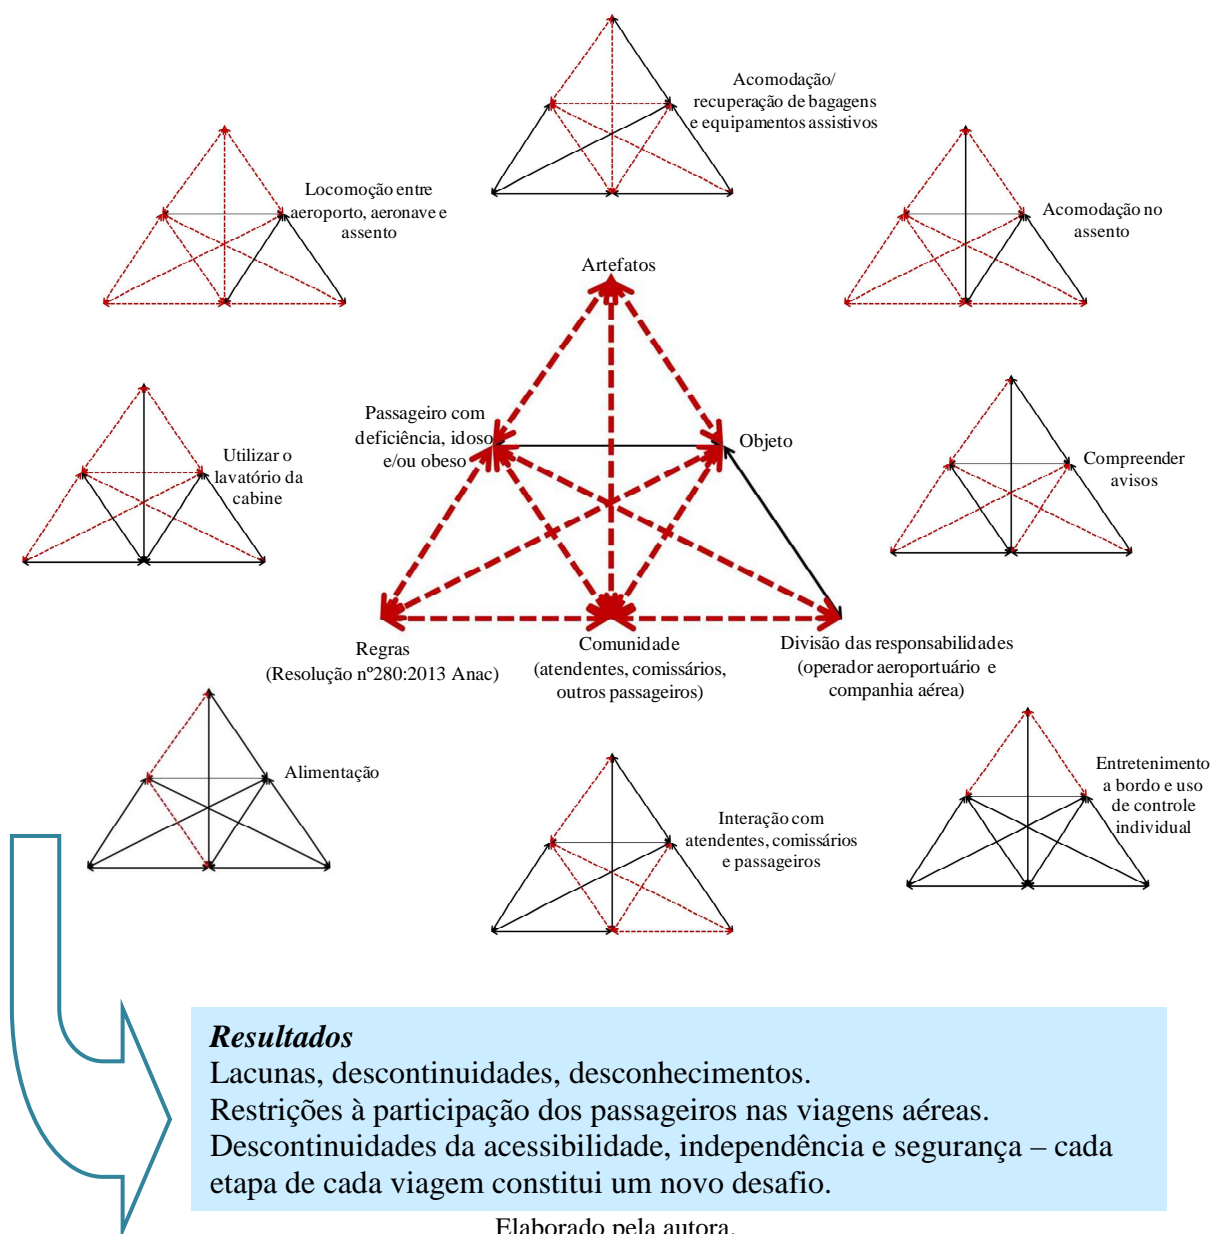 Acomodação/
recuperação de bagagens
e equipamentos assistivos
Locomoção entre
aeroporto, aeronave e
assento
Acomodação no
assento
Artefatos
Passageiro com
deficiência, idoso
e/ou obeso
Objeto
Utilizar o
lavatório da
cabine
Compreender
avisos
Regras
(Resolução nº280:2013 Anac)
Comunidade
(atendentes, comissários,
outros passageiros)
Divisão das responsabilidades
(operador aeroportuário e
companhia aérea)
Alimentação
Interação com
atendentes, comissários
e passageiros
Entretenimento
a bordo e uso
de controle
individual
Resultados
Lacunas, descontinuidades, desconhecimentos.
Restrições à participação dos passageiros nas viagens aéreas.
Descontinuidades da acessibilidade, independência e segurança – cada
etapa de cada viagem constitui um novo desafio.
Elaborado pela autora.